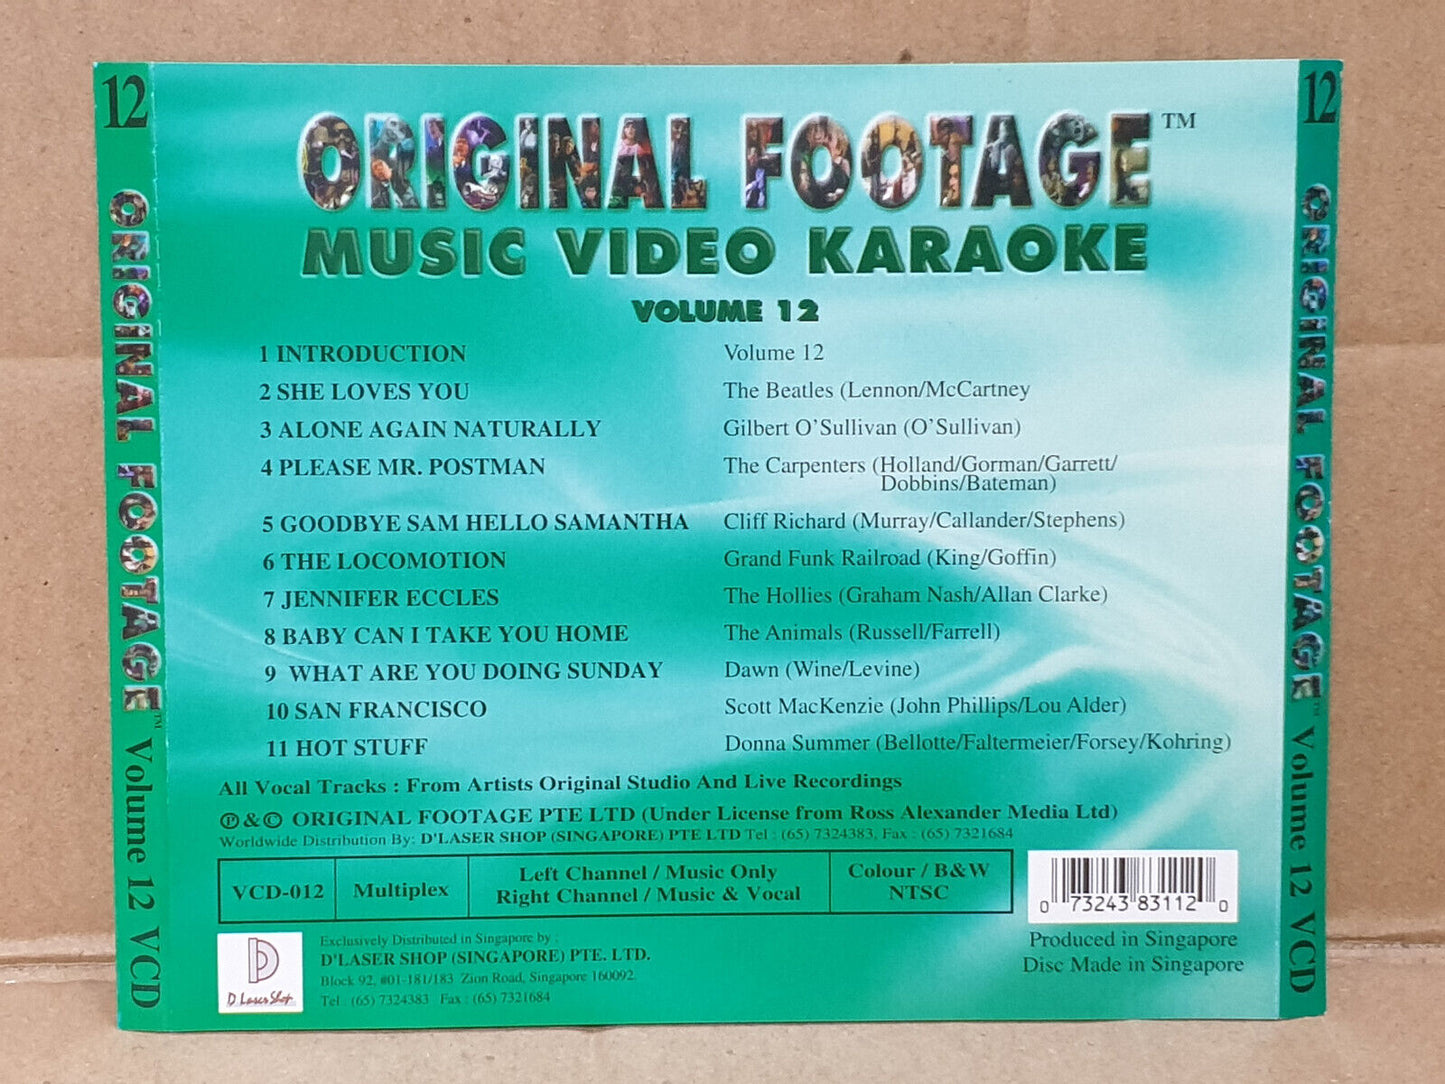 12
ORIGINAL FOOTAGE™ Volume 12 VCD
ORIGINAL FOOTAGE™
MUSIC VIDEO KARAOKE
VOLUME 12
1 INTRODUCTION Volume 12
2 SHE LOVES YOU The Beatles (Lennon/McCartney
3 ALONE AGAIN NATURALLY Gilbert O'Sullivan (O'Sullivan)
4 PLEASE MR. POSTMAN The Carpenters (Holland/Gorman/Garrett/
Dobbins/Bateman)
5 GOODBYE SAM HELLO SAMANTHA Cliff Richard (Murray/Callander/Stephens)
6 THE LOCOMOTION Grand Funk Railroad (King/Goffin)
7 JENNIFER ECCLES The Hollies (Graham Nash/Allan Clarke)
8 BABY CAN I TAKE YOU HOME The Animals (Russell/Farrell)
9 WHAT ARE YOU DOING SUNDAY Dawn (Wine/Levine)
10 SAN FRANCISCO Scott MacKenzie (John Phillips/Lou Alder)
11 HOT STUFF Donna Summer (Bellotte/Faltermeier/Forsey/Kohring)
All Vocal Tracks : From Artists Original Studio And Live Recordings
℗ & © ORIGINAL FOOTAGE PTE LTD (Under License from Ross Alexander Media Ltd)
Worldwide Distribution By: D'LASER SHOP (SINGAPORE) PTE LTD Tel : (65) 7324383, Fax : (65) 7321684
VCD-012
Multiplex
Left Channel / Music Only
Right Channel / Music & Vocal
Colour / B&W
NTSC
0 73243 83112 0
Produced in Singapore
Disc Made in Singapore
D Laser Shop
Exclusively Distributed in Singapore by :
D'LASER SHOP (SINGAPORE) PTE. LTD.
Block 92, #01-181/183 Zion Road, Singapore 160092.
Tel : (65) 7324383 Fax : (65) 7321684
12
ORIGINAL FOOTAGE™ Volume 12 VCD